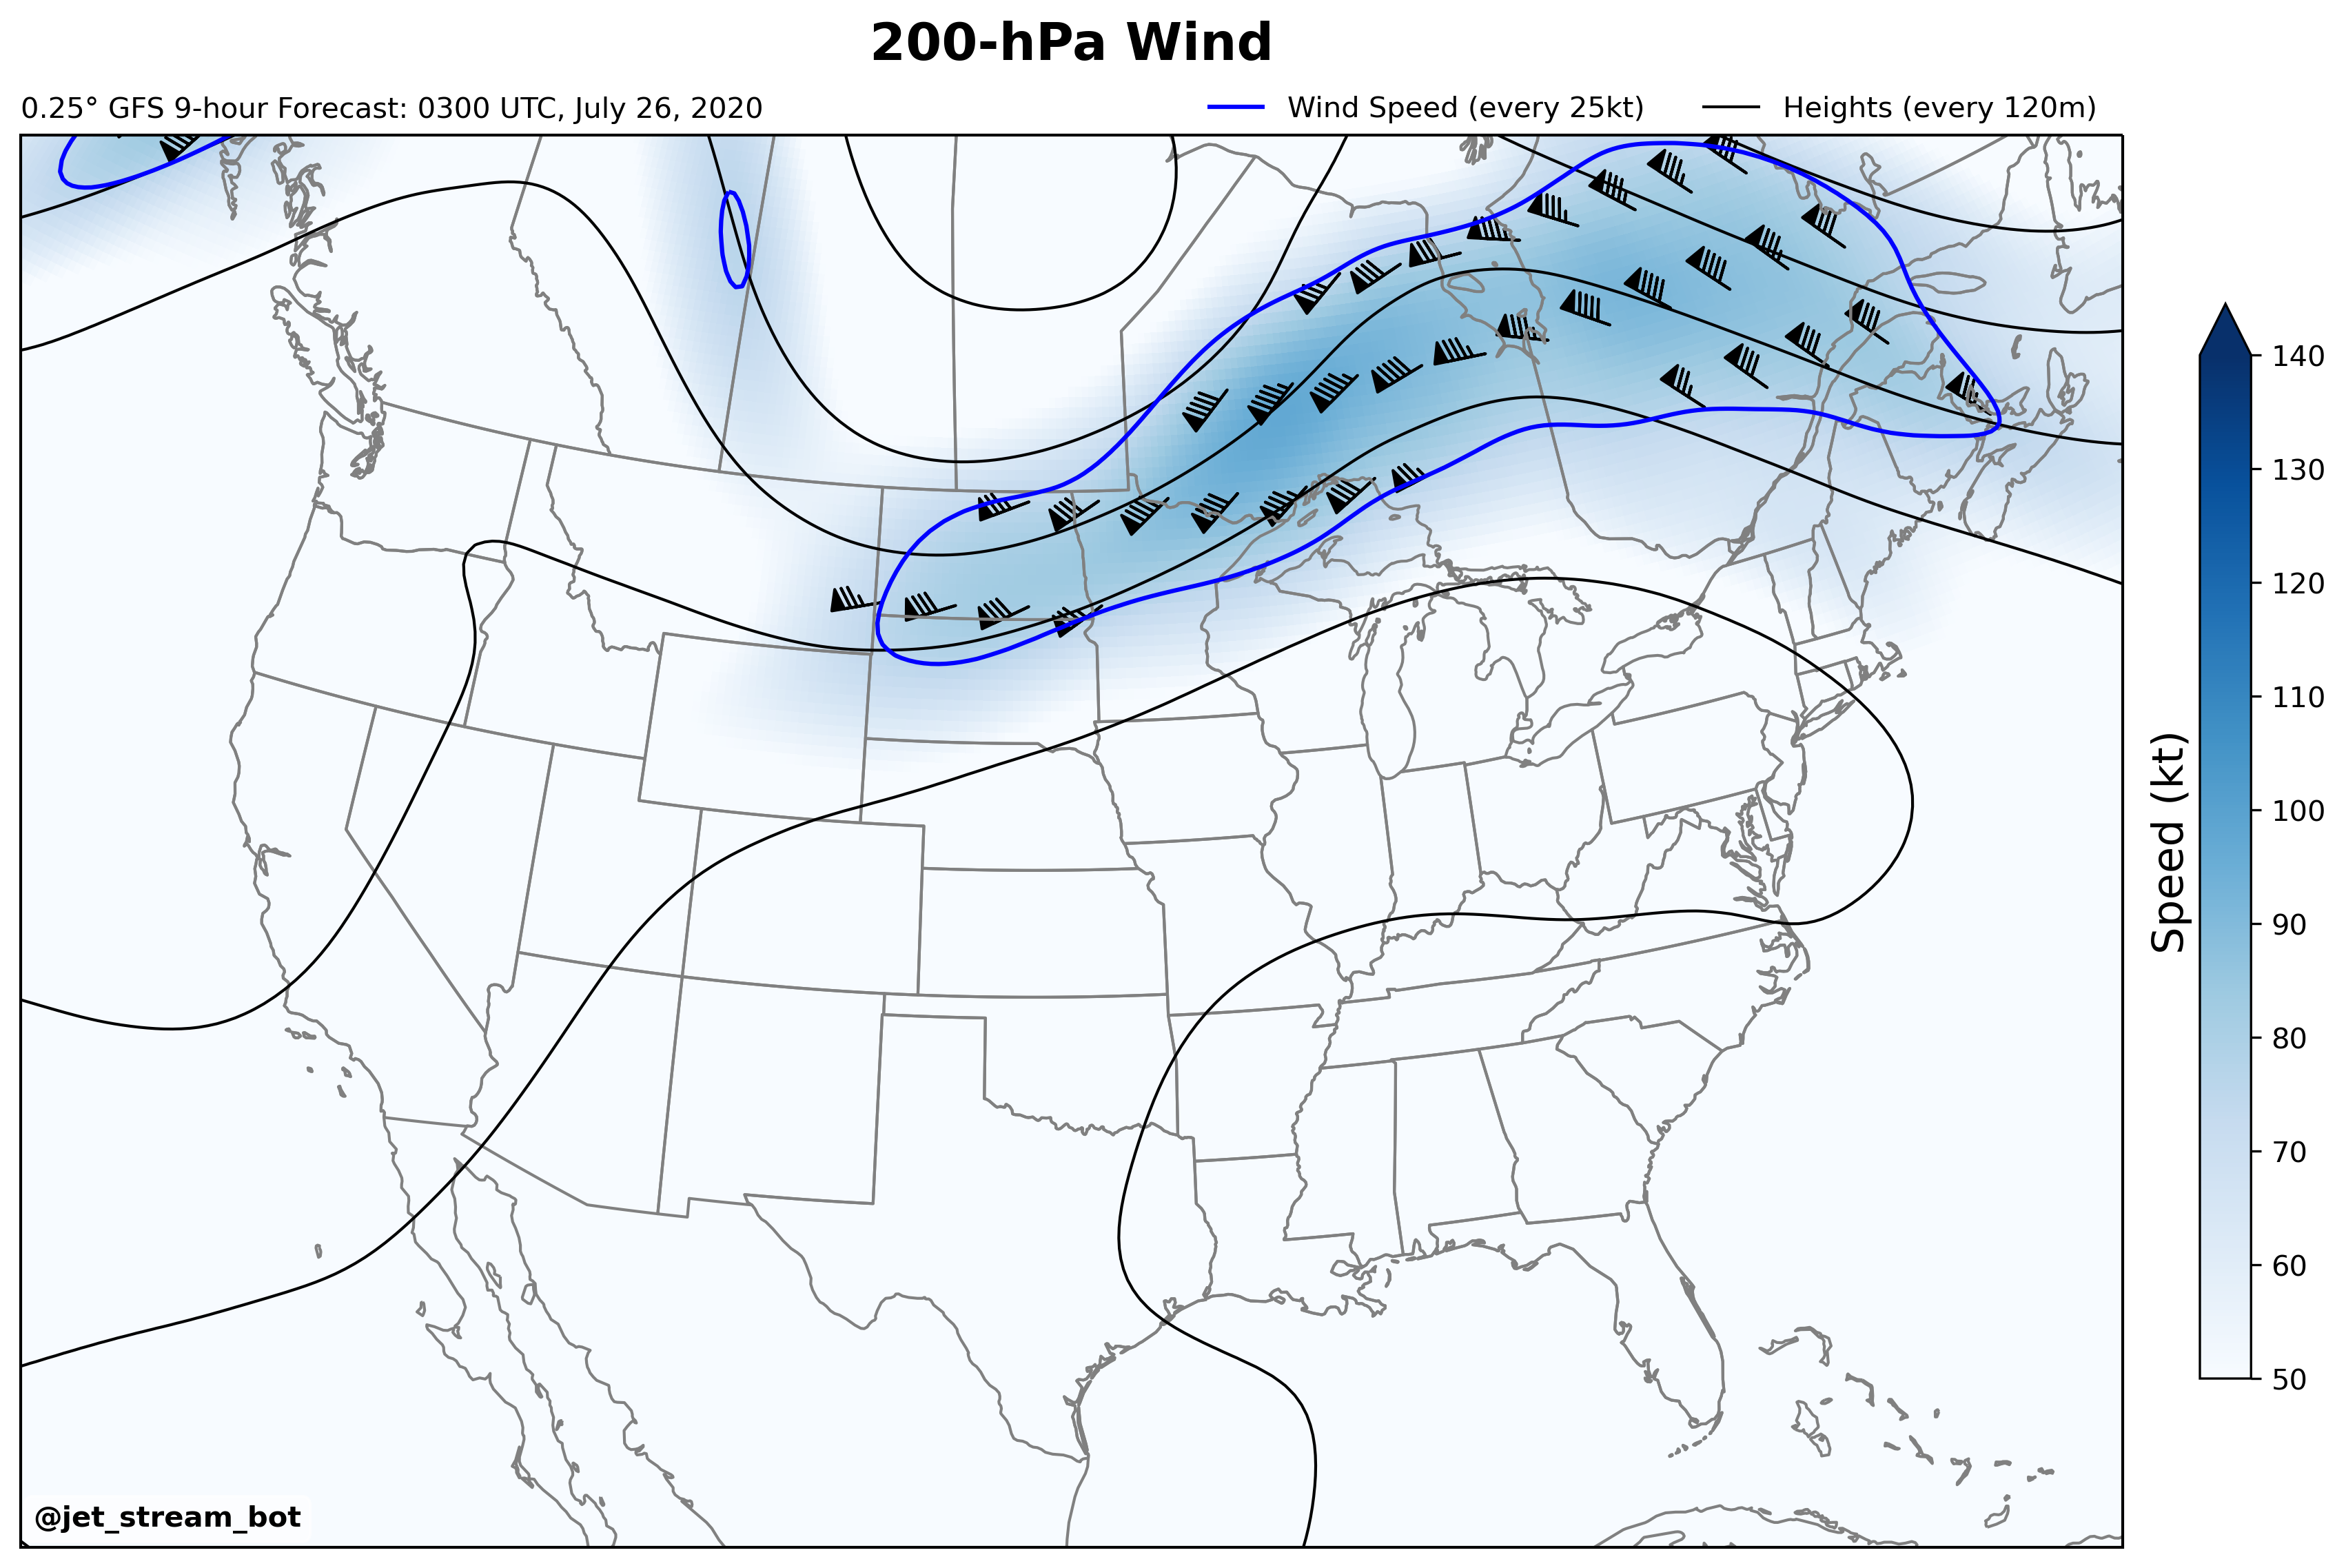 200-hPa Wind
0.25° GFS 9-hour Forecast: 0300 UTC, July 26, 2020
Wind Speed (every 25kt)
Heights (every 120m)
140
130
120
110
100
90
80
70
60
50
Speed (kt)
@jet_stream_bot